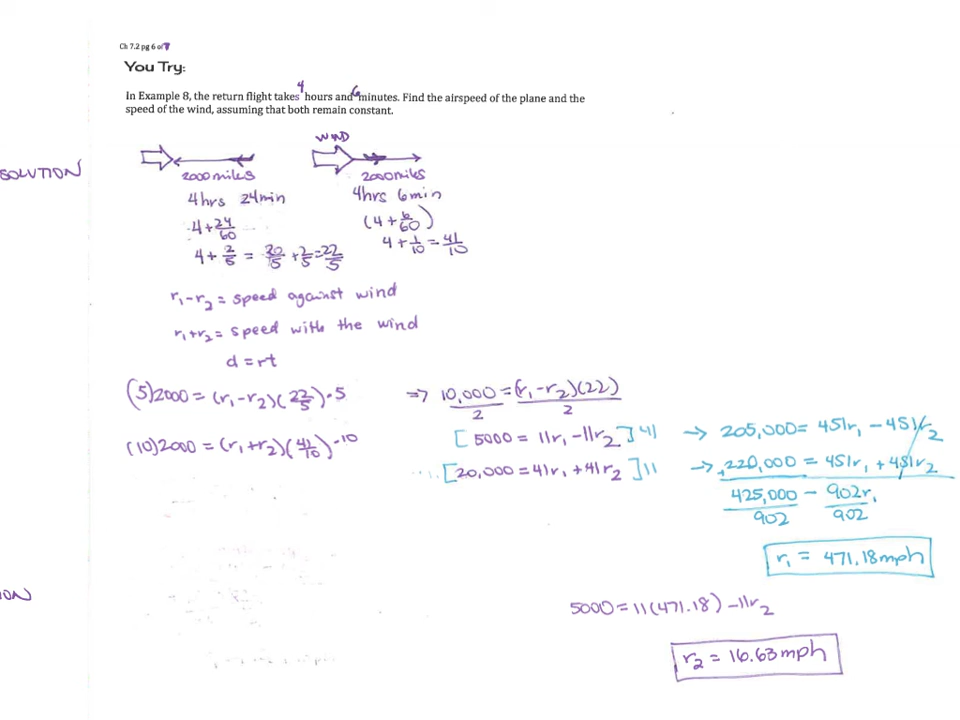 Ch 7.2 pg 6 of 7
You Try:
In Example 8, the return flight takes 4 hours and 6 minutes. Find the airspeed of the plane and the
speed of the wind, assuming that both remain constant.
SOLUTION
WIND
2000 miles
2000 miles
4hrs 24min
4hrs 6min
4 + 24/60
(4 + 6/60)
4 + 2/5 = 20/5 + 2/5 = 22/5
4 + 1/10 = 41/10
r₁ - r₂ = speed against wind
r₁ + r₂ = speed with the wind
d = rt
(5)2000 = (r₁ - r₂)(22/5)·5
⇒ 10,000/2 = (r₁ - r₂)(22)/2
[5000 = 11r₁ - 11r₂]41
→ 205,000 = 451r₁ - 451r₂
(10)2000 = (r₁ + r₂)(41/10)·10
[20,000 = 41r₁ + 41r₂]11
→ +220,000 = 451r₁ + 451r₂
425,000/902 = 902r₁/902
r₁ = 471.18mph
ION
5000 = 11(471.18) - 11r₂
r₂ = 16.63mph